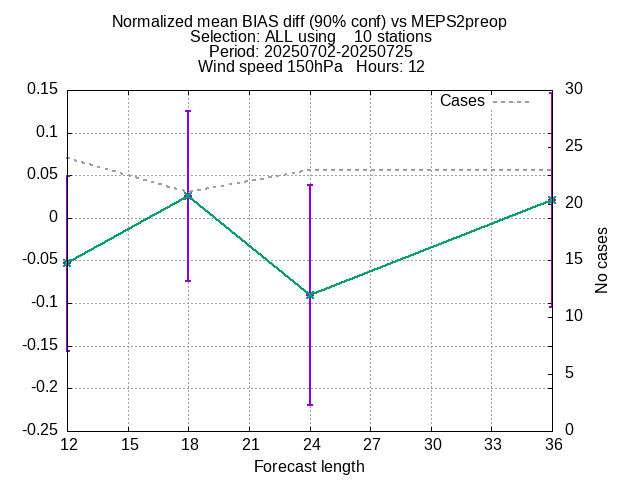 Normalized mean BIAS diff (90% conf) vs MEPS2preop
Selection: ALL using    10 stations
Period: 20250702-20250725
Wind speed 150hPa   Hours: 12
0.15
0.1
0.05
0
-0.05
-0.1
-0.15
-0.2
-0.25
Cases
30
25
20
15
10
5
0
No cases
12 15 18 21 24 27 30 33 36
Forecast length